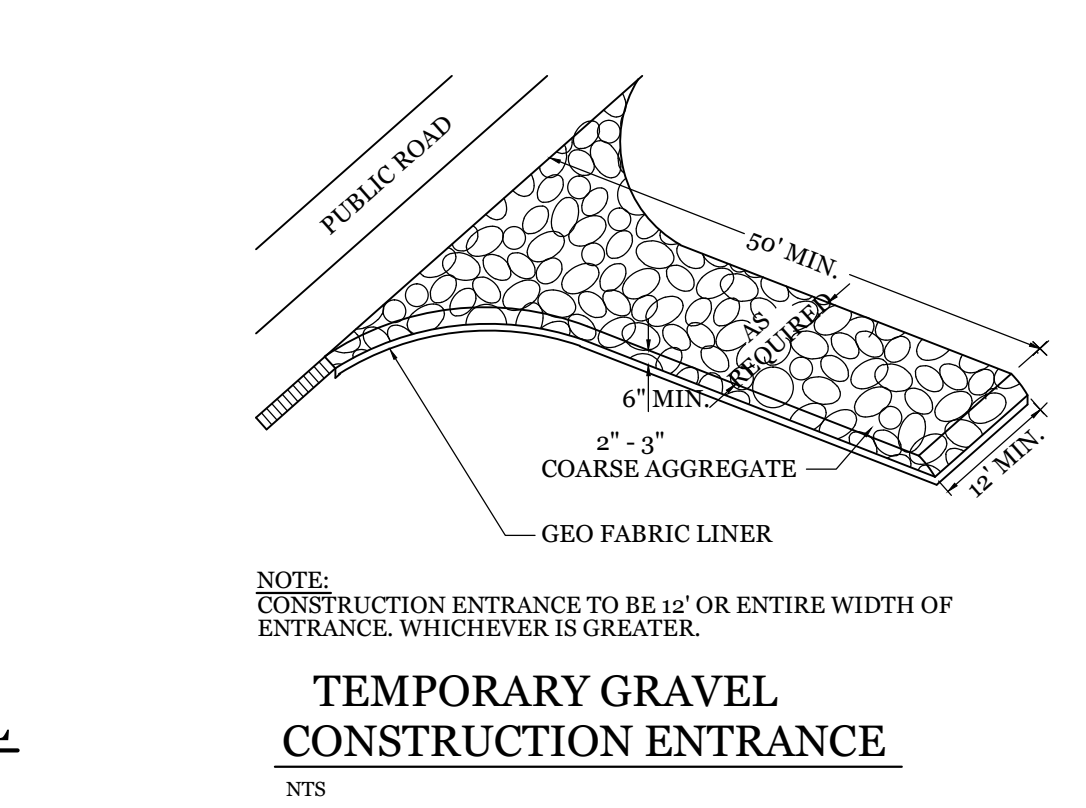 PUBLIC ROAD
50' MIN.
AS
REQUIRED
6" MIN.
12' MIN.
2" - 3"
COARSE AGGREGATE
GEO FABRIC LINER
NOTE:
CONSTRUCTION ENTRANCE TO BE 12' OR ENTIRE WIDTH OF
ENTRANCE. WHICHEVER IS GREATER.
TEMPORARY GRAVEL
CONSTRUCTION ENTRANCE
NTS